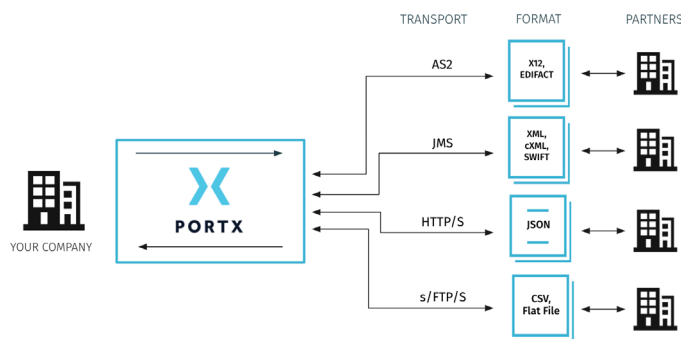 TRANSPORT
FORMAT
PARTNERS
AS2
X12,
EDIFACT
JMS
XML,
cXML,
SWIFT
PORTX
YOUR COMPANY
HTTP/S
JSON
s/FTP/S
CSV,
Flat File